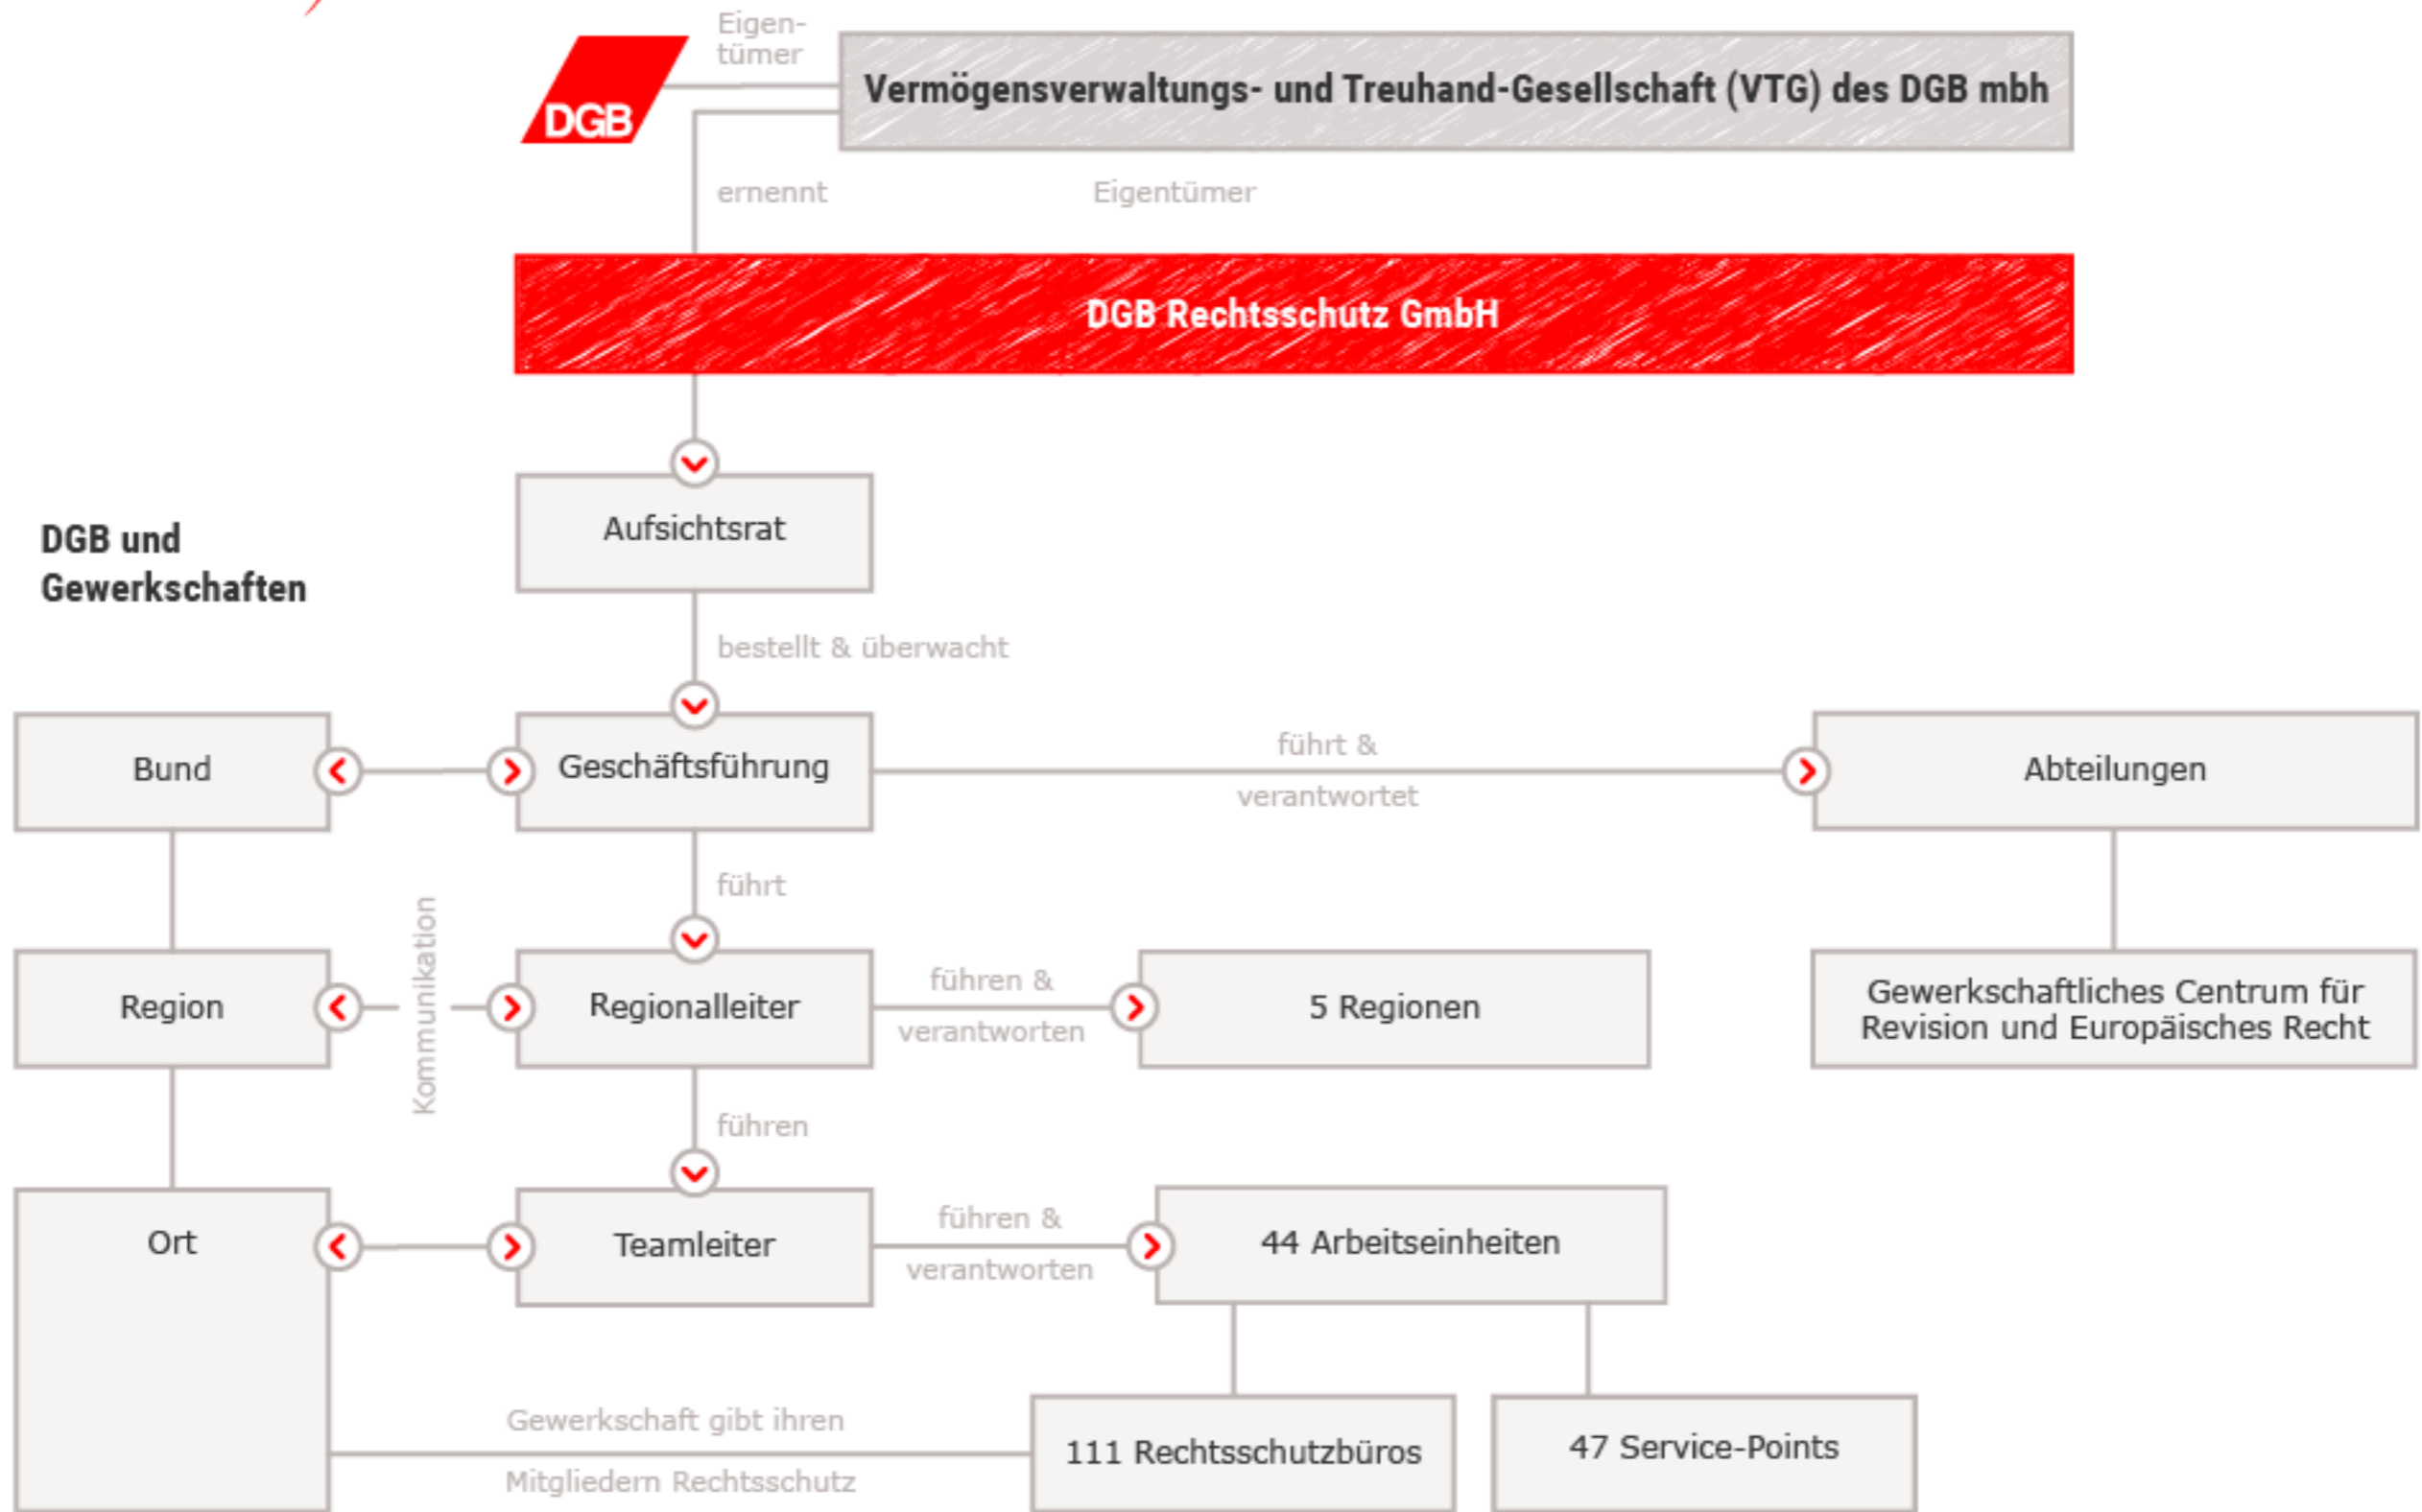 Eigen-
tümer
DGB
Vermögensverwaltungs- und Treuhand-Gesellschaft (VTG) des DGB mbh
ernennt
Eigentümer
DGB Rechtsschutz GmbH
Aufsichtsrat
DGB und
Gewerkschaften
bestellt & überwacht
Bund
Geschäftsführung
führt &
verantwortet
Abteilungen
führt
Kommunikation
Region
Regionalleiter
führen &
verantworten
5 Regionen
Gewerkschaftliches Centrum für
Revision und Europäisches Recht
führen
Ort
Teamleiter
führen &
verantworten
44 Arbeitseinheiten
Gewerkschaft gibt ihren
Mitgliedern Rechtsschutz
111 Rechtsschutzbüros
47 Service-Points